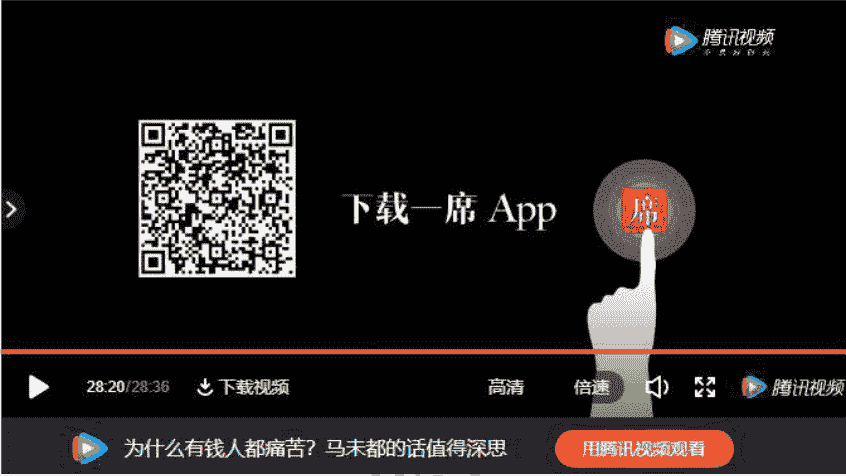 腾讯视频
下载一席 App
席
28:20/28:36
下载视频
高清
倍速
腾讯视频
为什么有钱人都痛苦？马未都的话值得深思
用腾讯视频观看